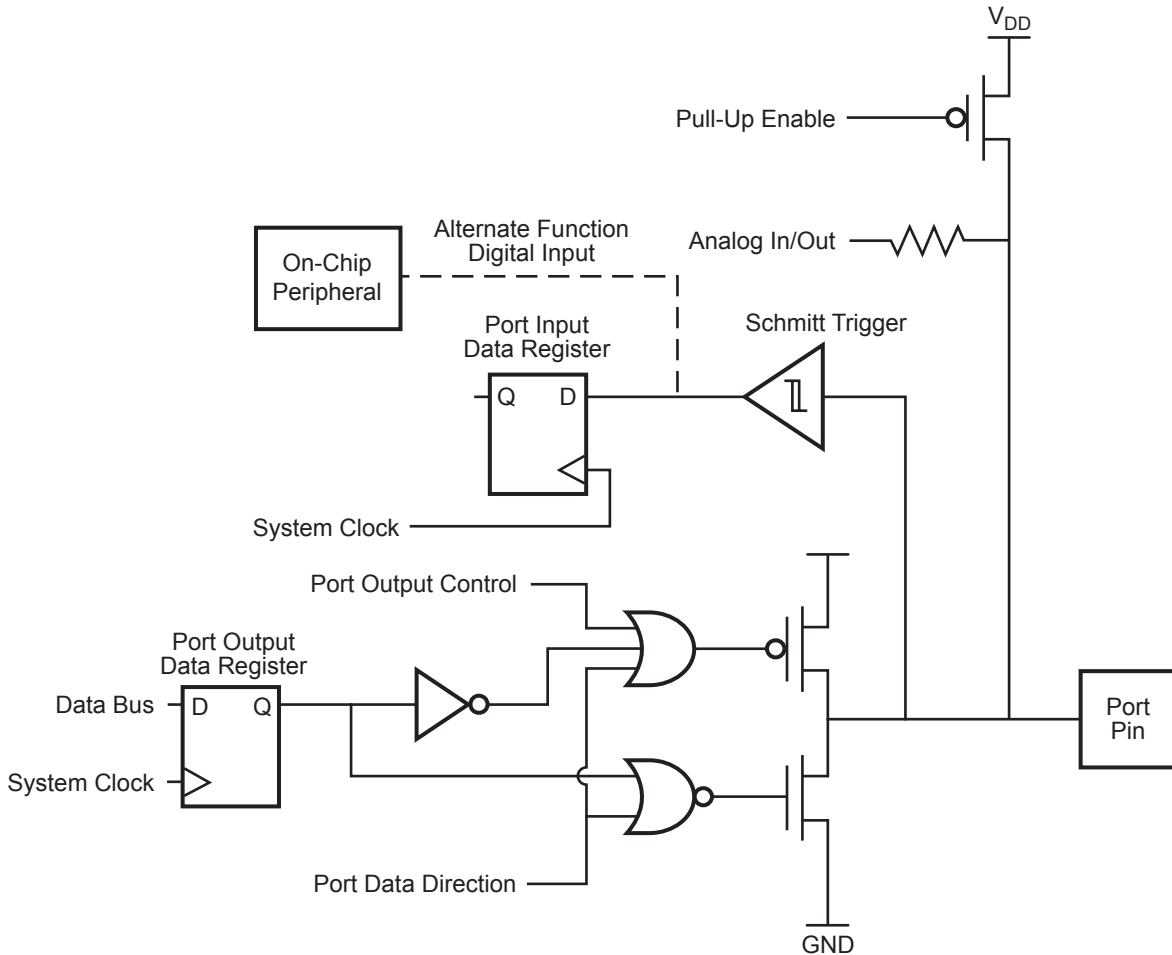 VDD
Pull-Up Enable
Analog In/Out
Alternate Function
Digital Input
On-Chip
Peripheral
Port Input
Data Register
Schmitt Trigger
Q D
System Clock
Port Output Control
Port Output
Data Register
Data Bus
D Q
System Clock
Port
Pin
Port Data Direction
GND